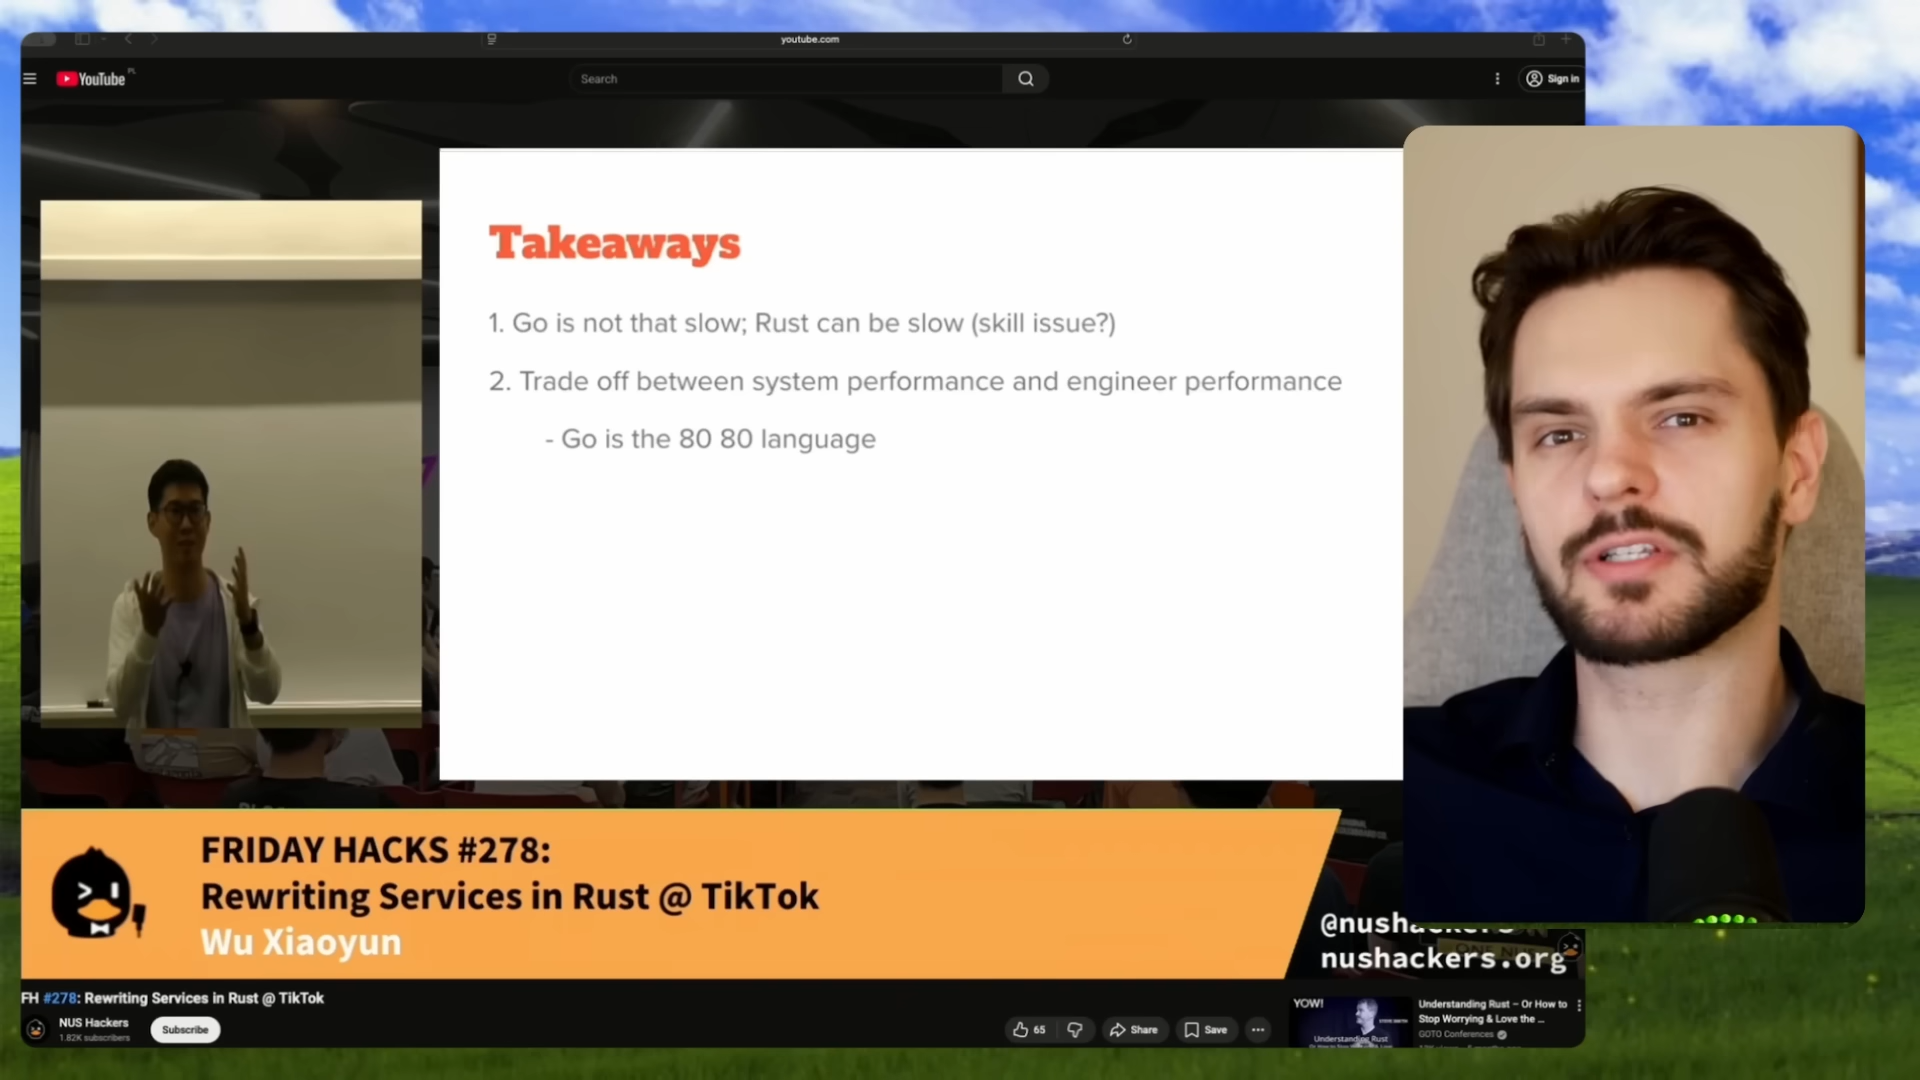 youtube.com
YouTube PL
Search
Sign in
Takeaways
1. Go is not that slow; Rust can be slow (skill issue?)
2. Trade off between system performance and engineer performance
- Go is the 80 80 language
FRIDAY HACKS #278:
Rewriting Services in Rust @ TikTok
Wu Xiaoyun
nushackers.org
FH #278: Rewriting Services in Rust @ TikTok
NUS Hackers
1.82K subscribers
Subscribe
65
Share
Save
YOW!
Understanding Rust
Understanding Rust – Or How to
Stop Worrying & Love the ...
GOTO Conferences